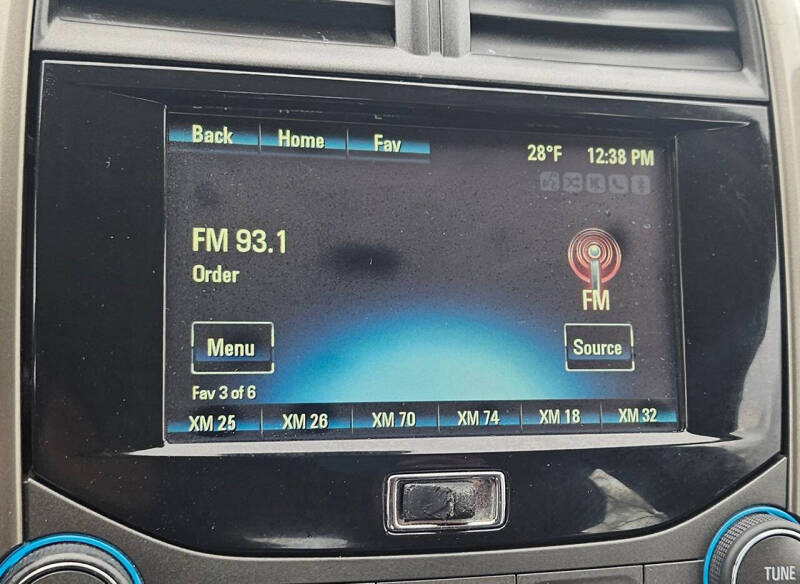 Back Home Fav 28°F 12:38 PM
FM 93.1
Order
FM
Menu Source
Fav 3 of 6
XM 25 XM 26 XM 70 XM 74 XM 18 XM 32
TUNE